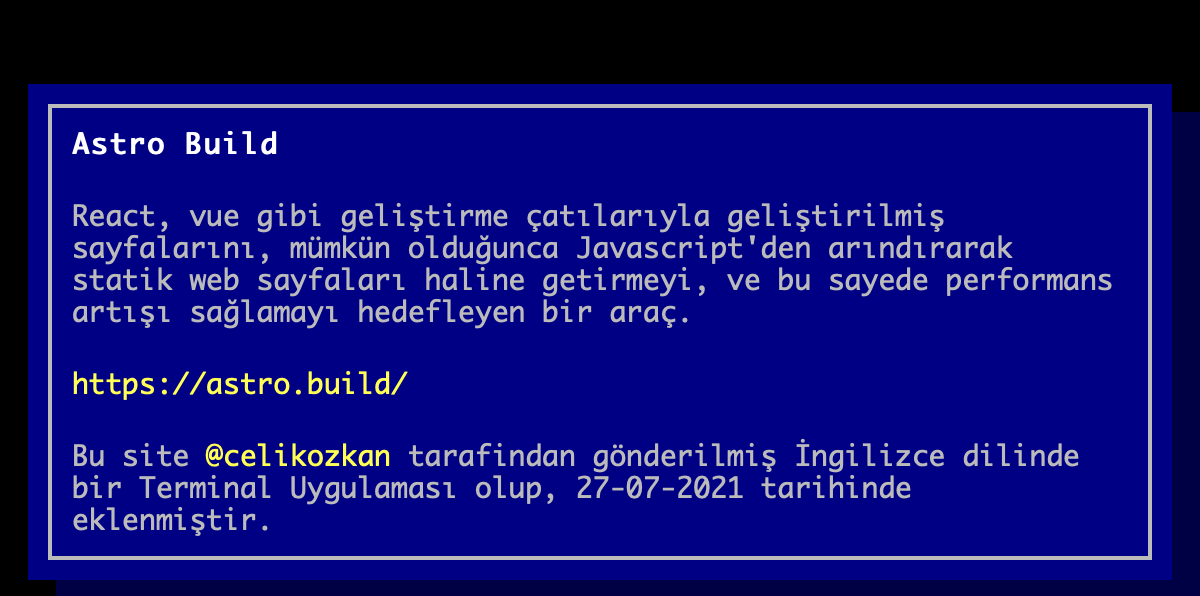 Astro Build
React, vue gibi geliştirme çatılarıyla geliştirilmiş
sayfalarını, mümkün olduğunca Javascript'den arındırarak
statik web sayfaları haline getirmeyi, ve bu sayede performans
artışı sağlamayı hedefleyen bir araç.
https://astro.build/
Bu site @celikozkan tarafindan gönderilmiş İngilizce dilinde
bir Terminal Uygulaması olup, 27-07-2021 tarihinde
eklenmiştir.